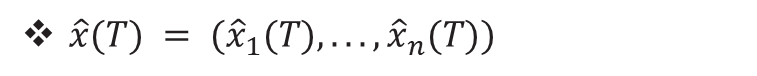 ❖ x̂(T) = (x̂₁(T),...,x̂ₙ(T))